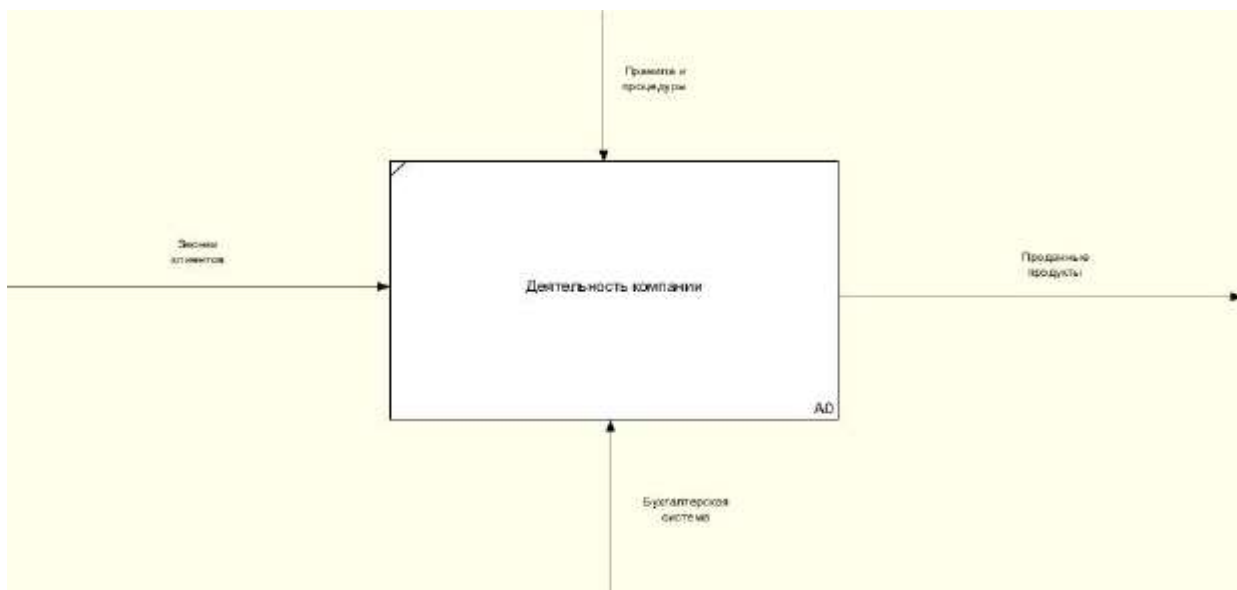 Правила и
процедуры
Звонки
клиентов
Деятельность компании
Проданные
продукты
A0
Бухгалтерская
система